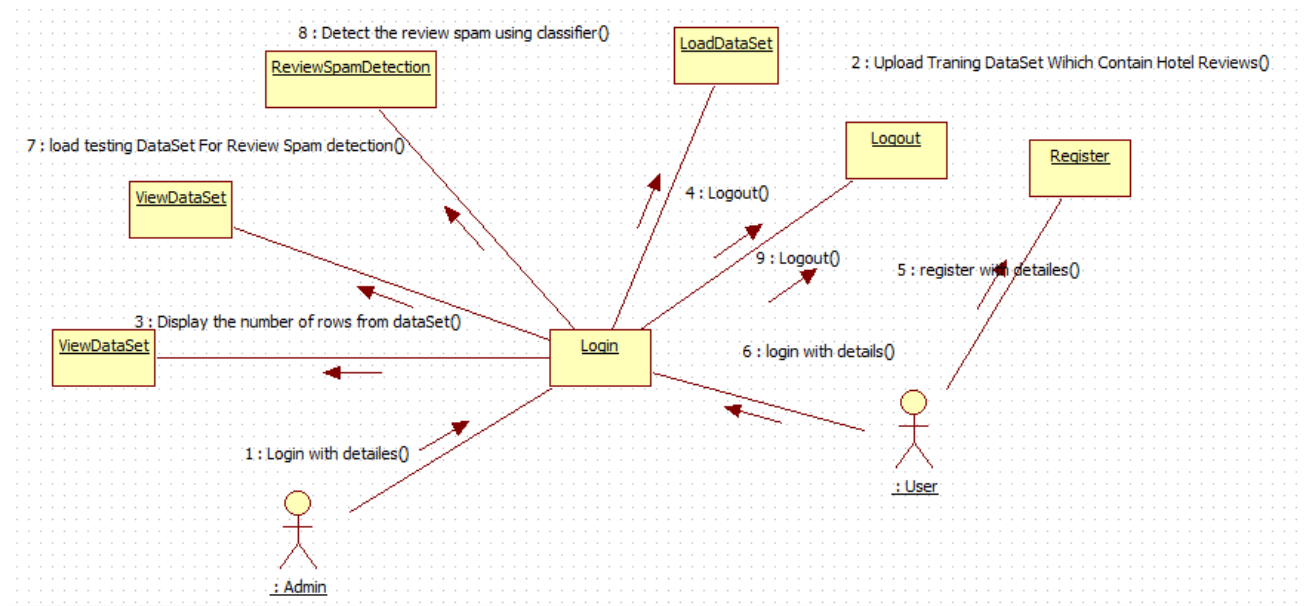 8 : Detect the review spam using classifier()
LoadDataSet
ReviewSpamDetection
2 : Upload Traning DataSet Wihich Contain Hotel Reviews()
Logout
7 : load testing DataSet For Review Spam detection()
Register
ViewDataSet
4 : Logout()
9 : Logout()
5 : register with detailes()
3 : Display the number of rows from dataSet()
ViewDataSet
Login
6 : login with details()
1 : Login with detailes()
: User
: Admin